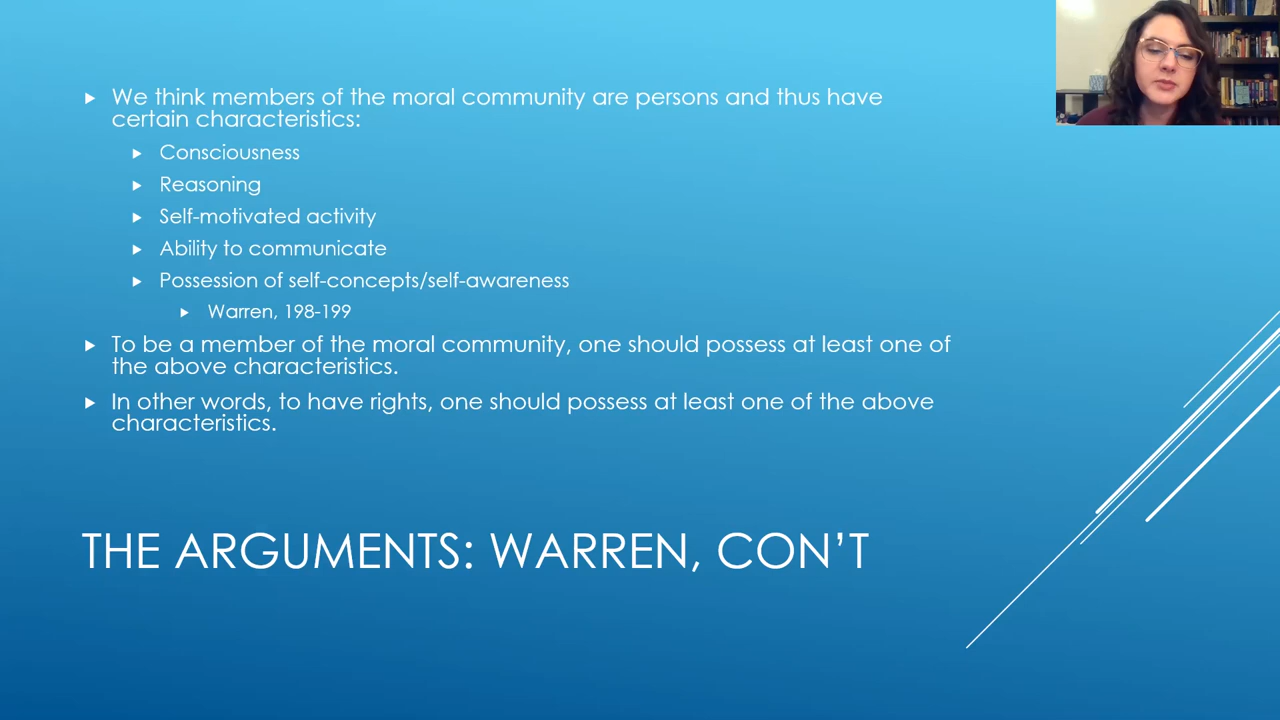 We think members of the moral community are persons and thus have
certain characteristics:
Consciousness
Reasoning
Self-motivated activity
Ability to communicate
Possession of self-concepts/self-awareness
Warren, 198-199
To be a member of the moral community, one should possess at least one of
the above characteristics.
In other words, to have rights, one should possess at least one of the above
characteristics.
THE ARGUMENTS: WARREN, CON’T